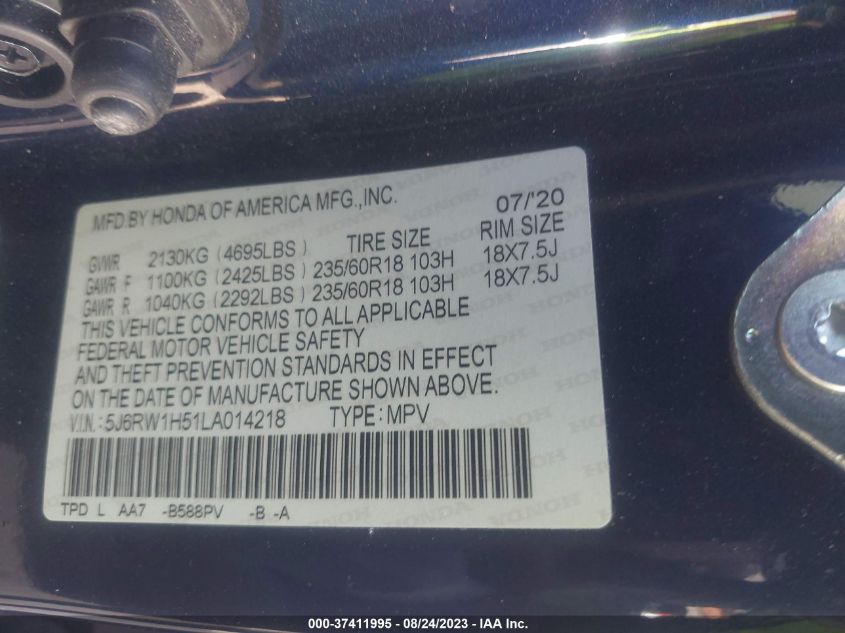 MFD.BY HONDA OF AMERICA MFG.,INC. 07/'20
GVWR 2130KG (4695LBS) TIRE SIZE RIM SIZE
GAWR F 1100KG (2425LBS) 235/60R18 103H 18X7.5J
GAWR R 1040KG (2292LBS) 235/60R18 103H 18X7.5J
THIS VEHICLE CONFORMS TO ALL APPLICABLE
FEDERAL MOTOR VEHICLE SAFETY
AND THEFT PREVENTION STANDARDS IN EFFECT
ON THE DATE OF MANUFACTURE SHOWN ABOVE.
V.I.N.:5J6RW1H51LA014218 TYPE:MPV
TPD L AA7 -B588PV -B -A
000-37411995 - 08/24/2023 - IAA Inc.